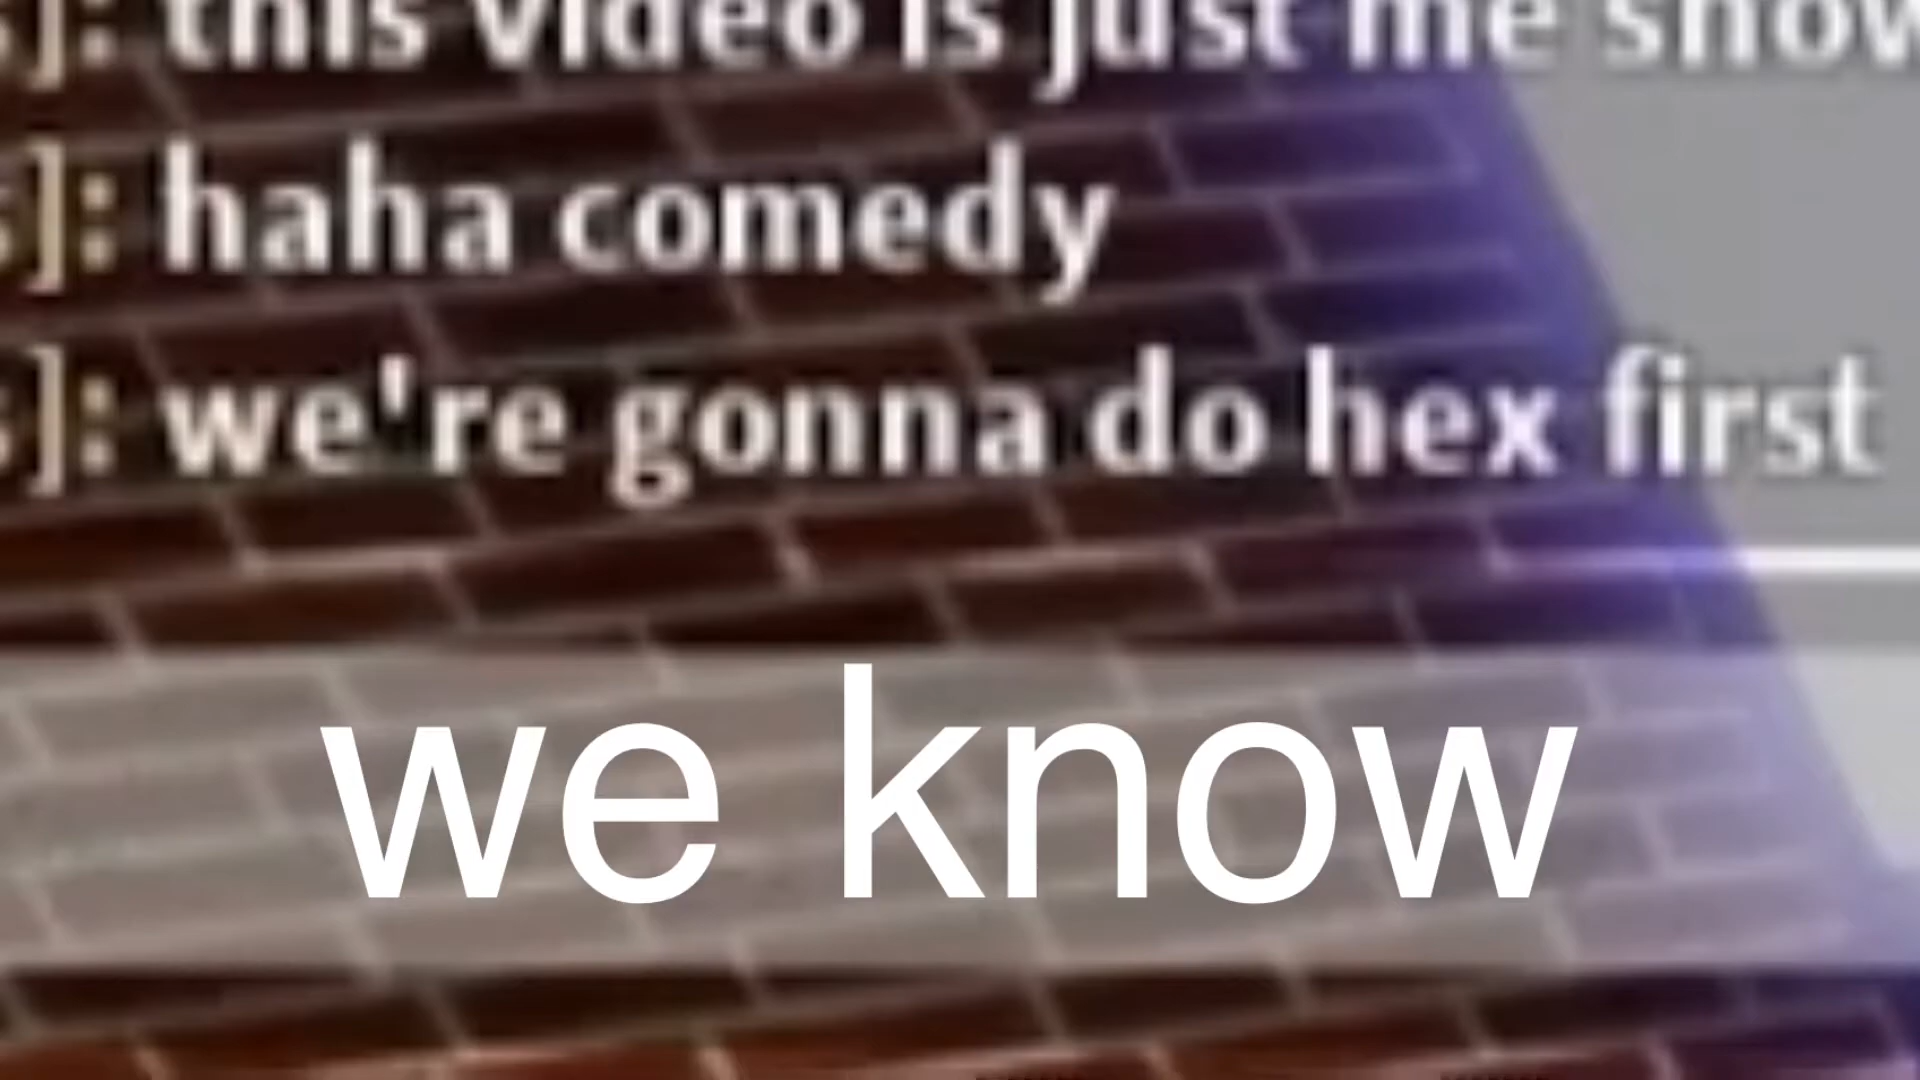 s]: this video is just me show
s]: haha comedy
s]: we're gonna do hex first
we know